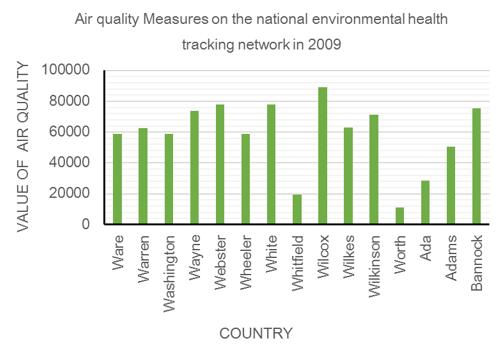 Air quality Measures on the national environmental health
tracking network in 2009
VALUE OF AIR QUALITY
100000
80000
60000
40000
20000
0
Ware
Warren
Washington
Wayne
Webster
Wheeler
White
Whitfield
Wilcox
Wilkes
Wilkinson
Worth
Ada
Adams
Bannock
COUNTRY